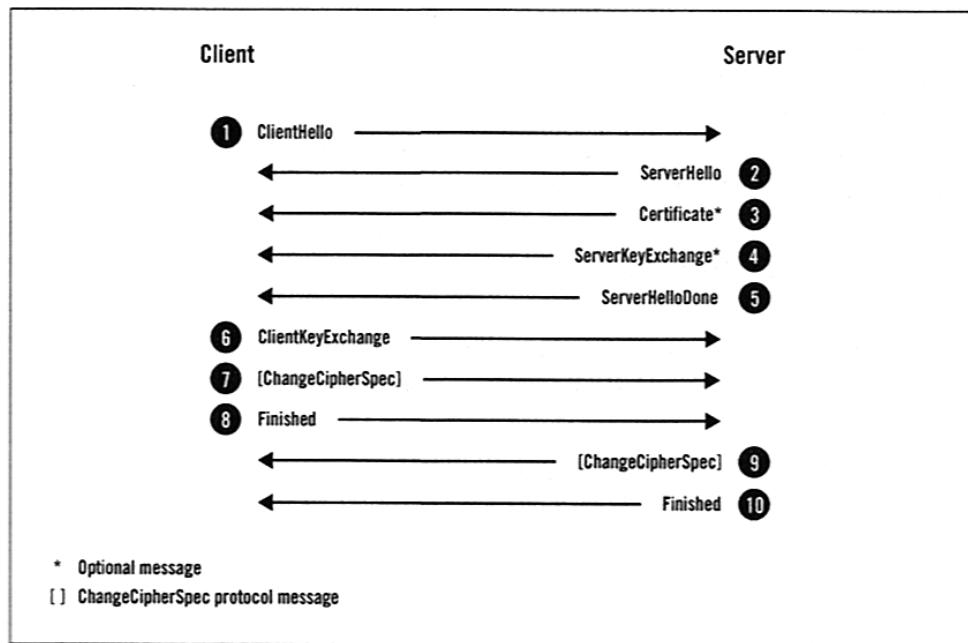 Client Server
1 ClientHello
ServerHello 2
Certificate* 3
ServerKeyExchange* 4
ServerHelloDone 5
6 ClientKeyExchange
7 [ChangeCipherSpec]
8 Finished
[ChangeCipherSpec] 9
Finished 10
* Optional message
[ ] ChangeCipherSpec protocol message